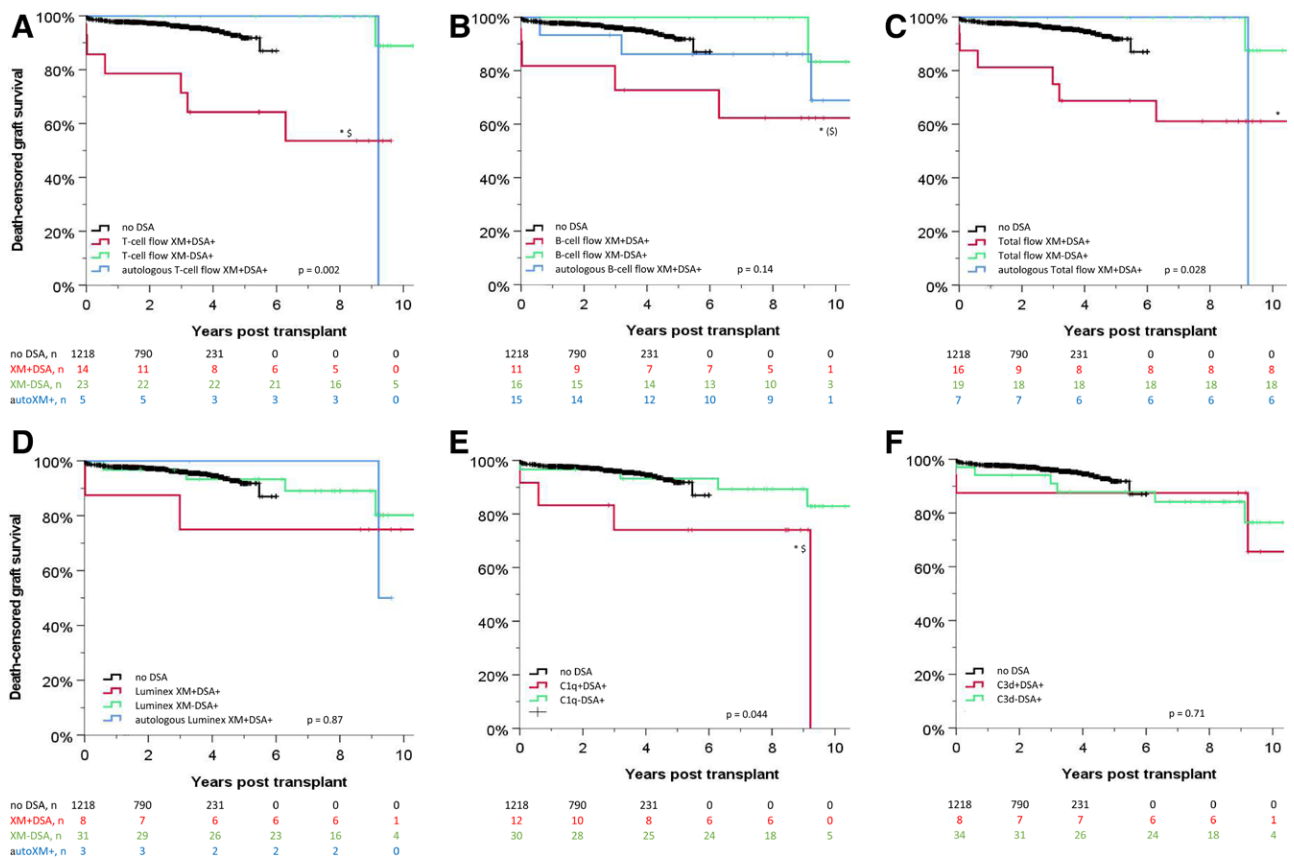 A
Death-censored graft survival
100%
80%
60%
40%
20%
0%
* $
no DSA
T-cell flow XM+DSA+
T-cell flow XM-DSA+
autologous T-cell flow XM+DSA+
p = 0.002
0 2 4 6 8 10
Years post transplant
no DSA, n 1218 790 231 0 0 0
XM+DSA, n 14 11 8 6 5 0
XM-DSA, n 23 22 22 21 16 5
autoXM+, n 5 5 3 3 3 0
B
100%
80%
60%
40%
20%
0%
* ($)
no DSA
B-cell flow XM+DSA+
B-cell flow XM-DSA+
autologous B-cell flow XM+DSA+
p = 0.14
0 2 4 6 8 10
Years post transplant
1218 790 231 0 0 0
11 9 7 7 5 1
16 15 14 13 10 3
15 14 12 10 9 1
C
100%
80%
60%
40%
20%
0%
*
no DSA
Total flow XM+DSA+
Total flow XM-DSA+
autologous Total flow XM+DSA+
p = 0.028
0 2 4 6 8 10
Years post transplant
1218 790 231 0 0 0
16 9 8 8 8 8
19 18 18 18 18 18
7 7 6 6 6 6
D
Death-censored graft survival
100%
80%
60%
40%
20%
0%
no DSA
Luminex XM+DSA+
Luminex XM-DSA+
autologous Luminex XM+DSA+
p = 0.87
0 2 4 6 8 10
Years post transplant
no DSA, n 1218 790 231 0 0 0
XM+DSA, n 8 7 6 6 6 1
XM-DSA, n 31 29 26 23 16 4
autoXM+, n 3 3 2 2 2 0
E
100%
80%
60%
40%
20%
0%
* $
no DSA
C1q+DSA+
C1q-DSA+
p = 0.044
0 2 4 6 8 10
Years post transplant
1218 790 231 0 0 0
12 10 8 6 6 0
30 28 25 24 18 5
F
100%
80%
60%
40%
20%
0%
no DSA
C3d+DSA+
C3d-DSA+
p = 0.71
0 2 4 6 8 10
Years post transplant
1218 790 231 0 0 0
8 7 7 6 6 1
34 31 26 24 18 4